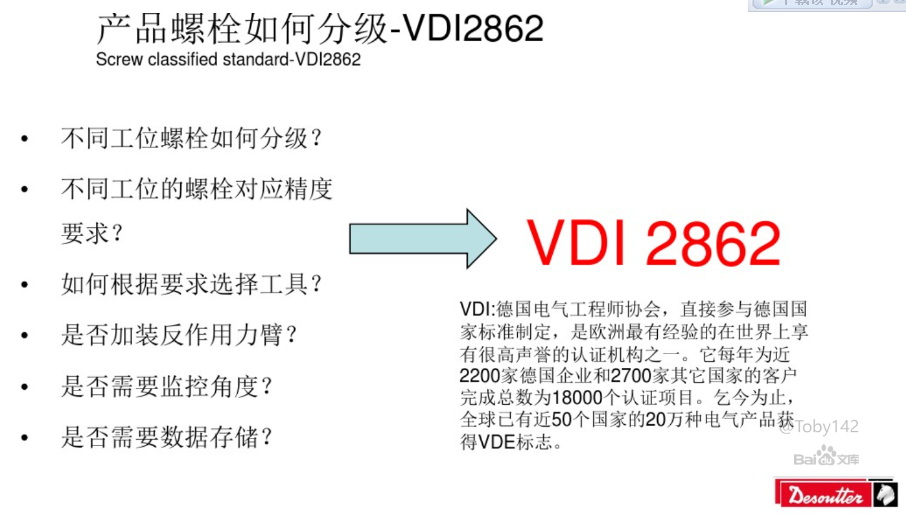 产品螺栓如何分级-VDI2862
Screw classified standard-VDI2862
• 不同工位螺栓如何分级？
• 不同工位的螺栓对应精度
要求？
• 如何根据要求选择工具？
• 是否加装反作用力臂？
• 是否需要监控角度？
• 是否需要数据存储？
VDI 2862
VDI:德国电气工程师协会，直接参与德国国
家标准制定，是欧洲最有经验的在世界上享
有很高声誉的认证机构之一。它每年为近
2200家德国企业和2700家其它国家的客户
完成总数为18000个认证项目。乞今为止，
全球已有近50个国家的20万种电气产品获
得VDE标志。
@Toby142
Bai 文库
Desoutter